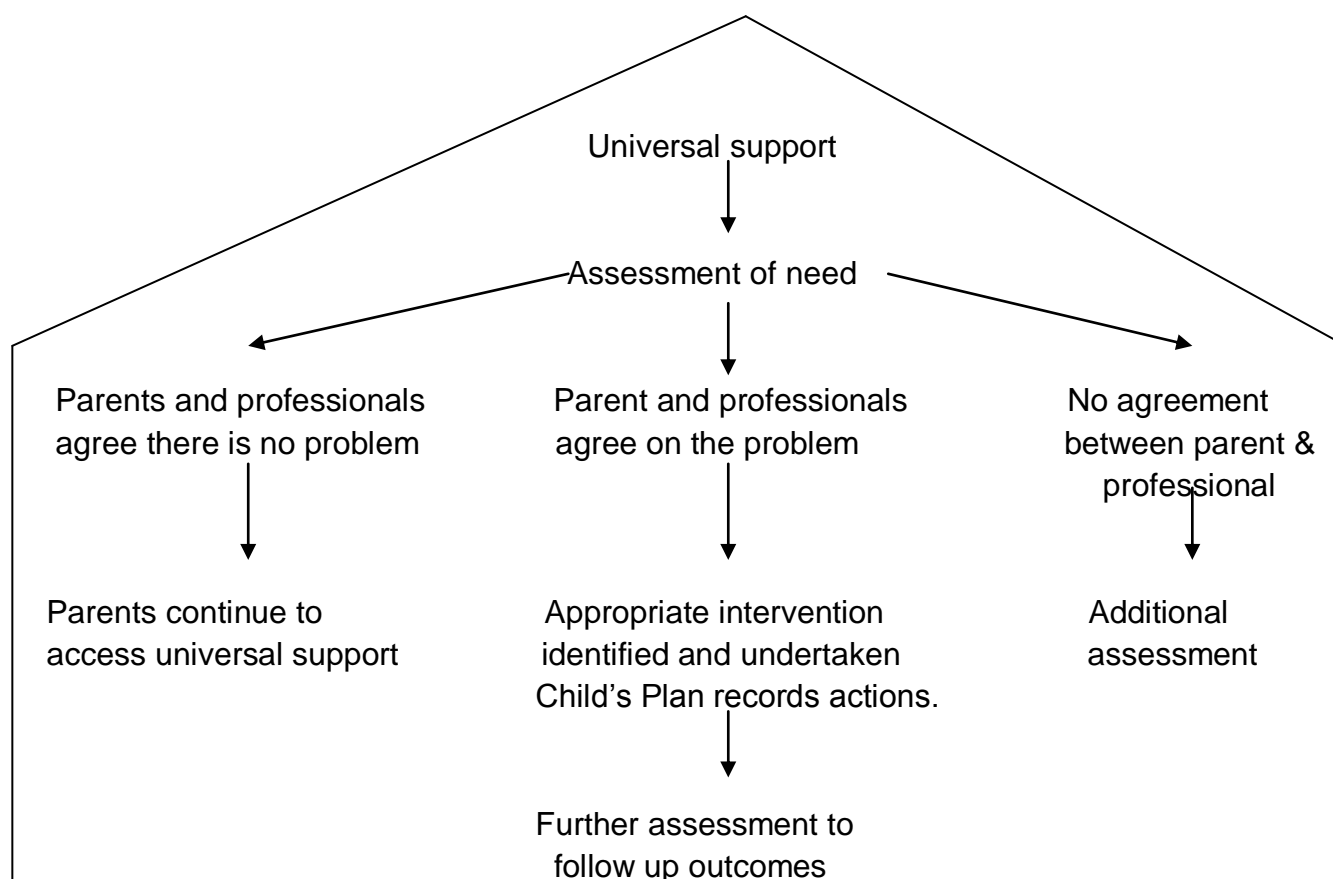 Universal support
Assessment of need
Parents and professionals
agree there is no problem
Parent and professionals
agree on the problem
No agreement
between parent &
professional
Parents continue to
access universal support
Appropriate intervention
identified and undertaken
Child’s Plan records actions.
Additional
assessment
Further assessment to
follow up outcomes